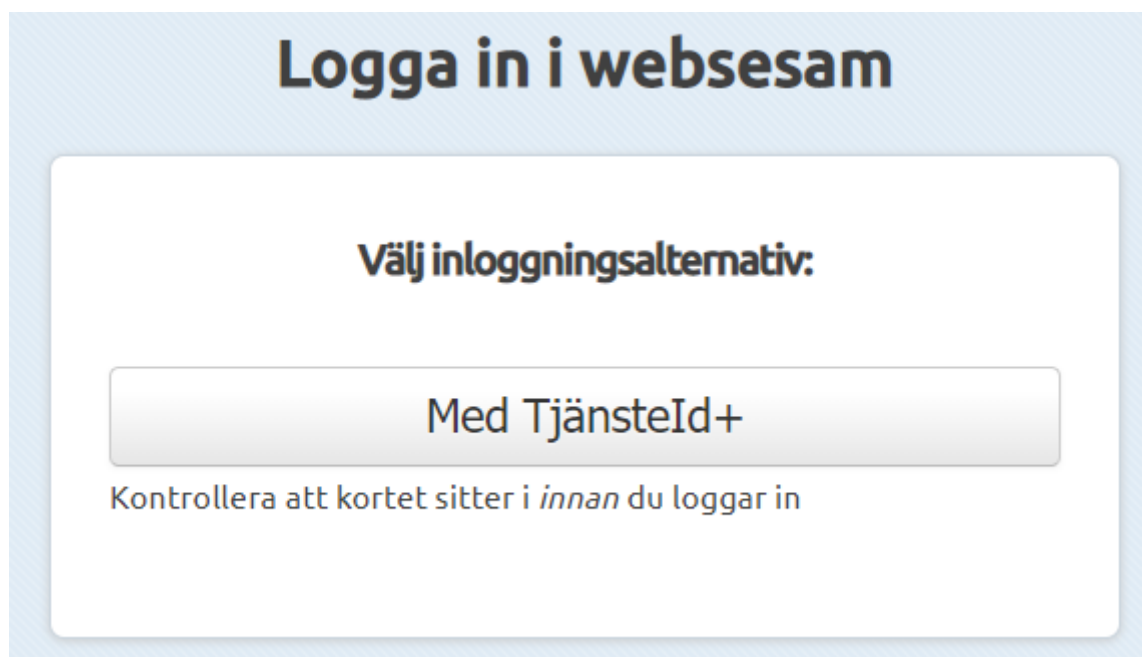 Logga in i websesam
Välj inloggningsalternativ:
Med TjänsteId+
Kontrollera att kortet sitter i innan du loggar in